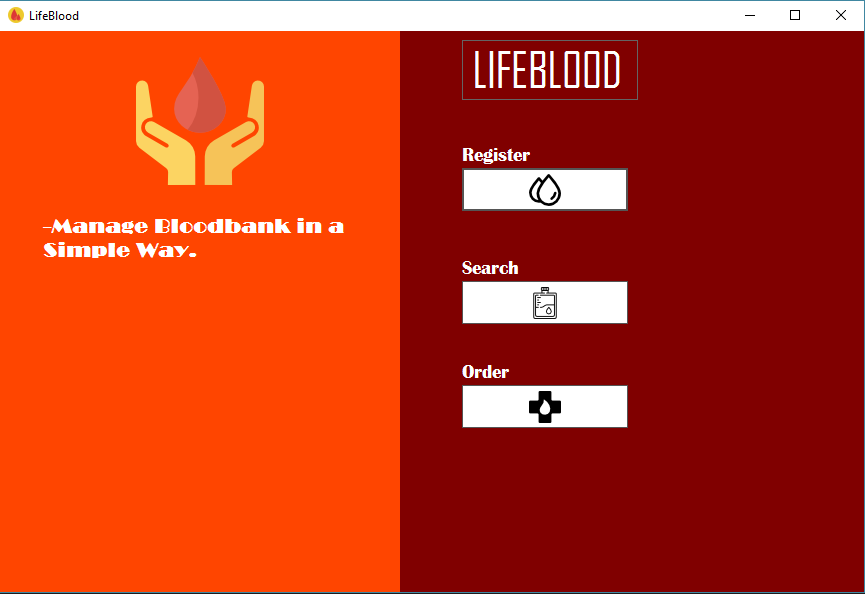 LifeBlood
-Manage Bloodbank in a
Simple Way.
LIFEBLOOD
Register
Search
Order